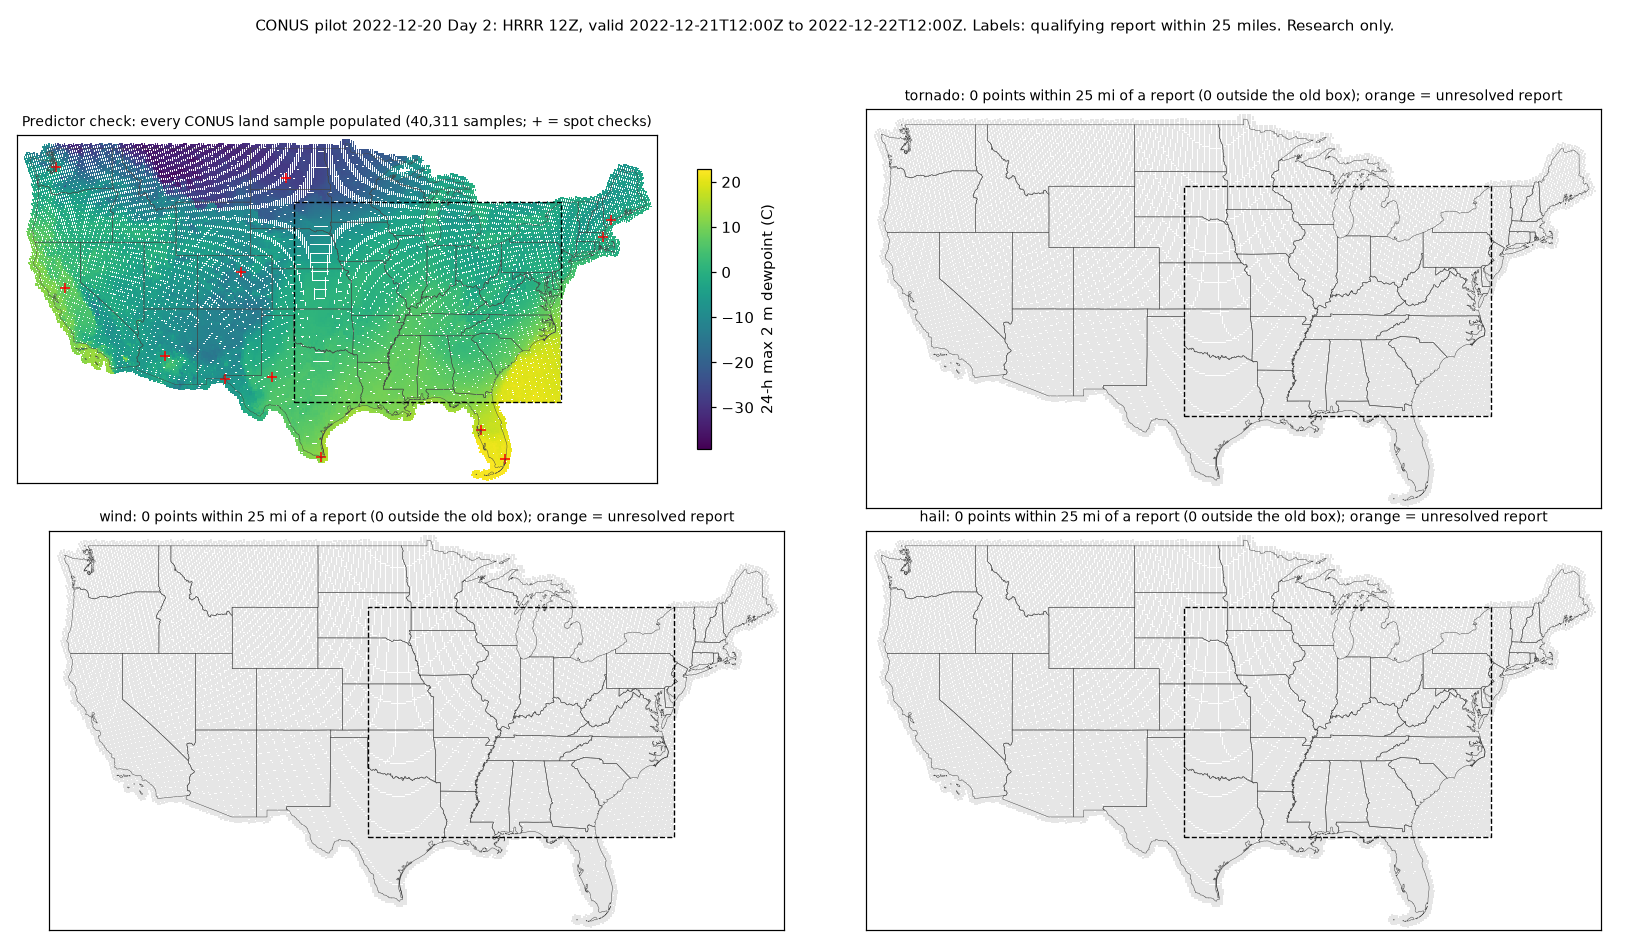 CONUS pilot 2022-12-20 Day 2: HRRR 12Z, valid 2022-12-21T12:00Z to 2022-12-22T12:00Z. Labels: qualifying report within 25 miles. Research only.
Predictor check: every CONUS land sample populated (40,311 samples; + = spot checks)
20
10
0
−10
−20
−30
24-h max 2 m dewpoint (C)
tornado: 0 points within 25 mi of a report (0 outside the old box); orange = unresolved report
wind: 0 points within 25 mi of a report (0 outside the old box); orange = unresolved report
hail: 0 points within 25 mi of a report (0 outside the old box); orange = unresolved report